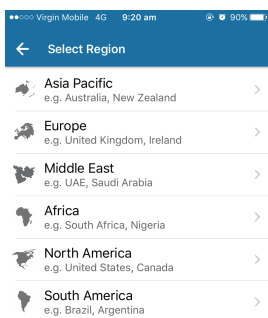 Virgin Mobile 4G 9:20 am 90%
Select Region
Asia Pacific
e.g. Australia, New Zealand
Europe
e.g. United Kingdom, Ireland
Middle East
e.g. UAE, Saudi Arabia
Africa
e.g. South Africa, Nigeria
North America
e.g. United States, Canada
South America
e.g. Brazil, Argentina